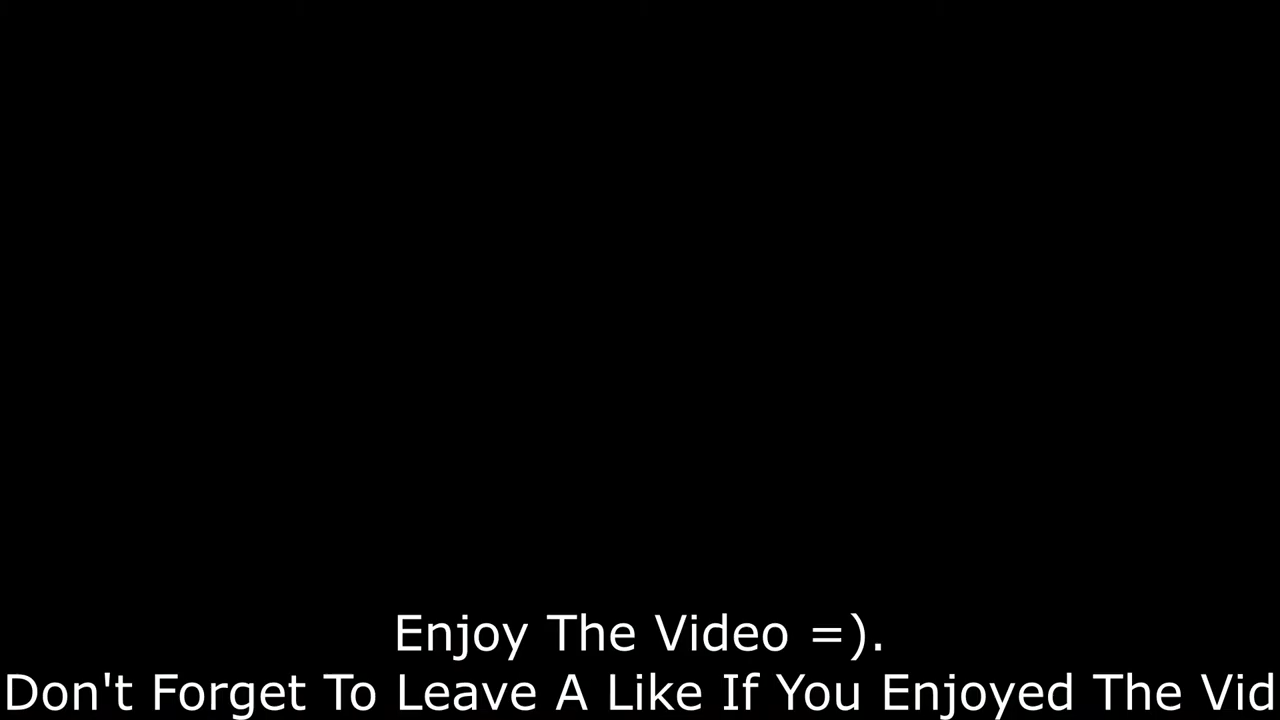 Enjoy The Video =).
Don't Forget To Leave A Like If You Enjoyed The Vid